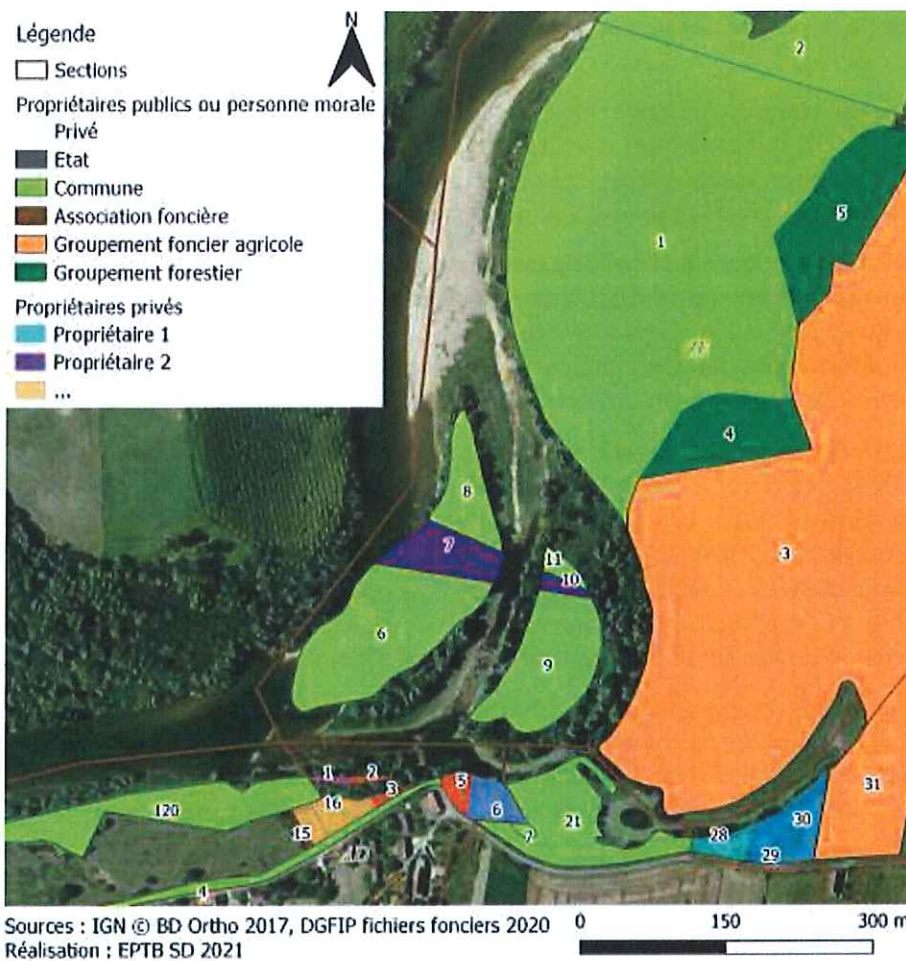 Légende
Sections
Propriétaires publics ou personne morale
Privé
Etat
Commune
Association foncière
Groupement foncier agricole
Groupement forestier
Propriétaires privés
Propriétaire 1
Propriétaire 2
...
N
2
5
1
4
8
3
7
11
10
6
9
1
2
3
16
120
15
4
5
6
7
21
28
29
30
31
Sources : IGN © BD Ortho 2017, DGFIP fichiers fonciers 2020
Réalisation : EPTB SD 2021
0 150 300 m